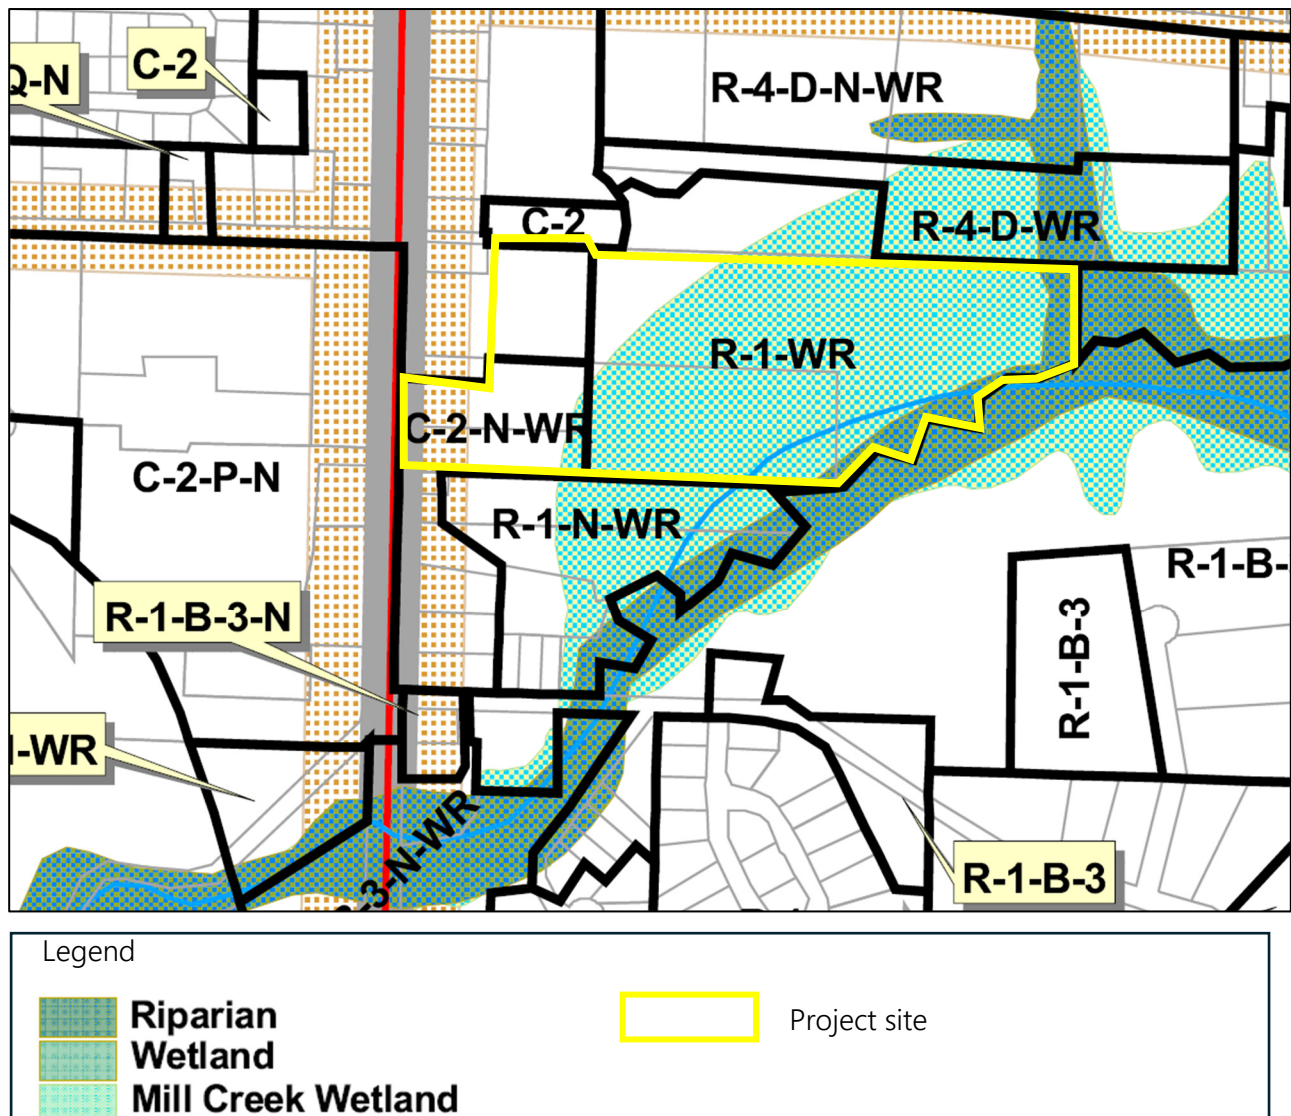 C-2
Q-N
R-4-D-N-WR
C-2
R-4-D-WR
R-1-WR
C-2-N-WR
C-2-P-N
R-1-N-WR
R-1-B-
R-1-B-3-N
R-1-B-3
-WR
-3-N-WR
R-1-B-3
Legend
Riparian
Wetland
Mill Creek Wetland
Project site